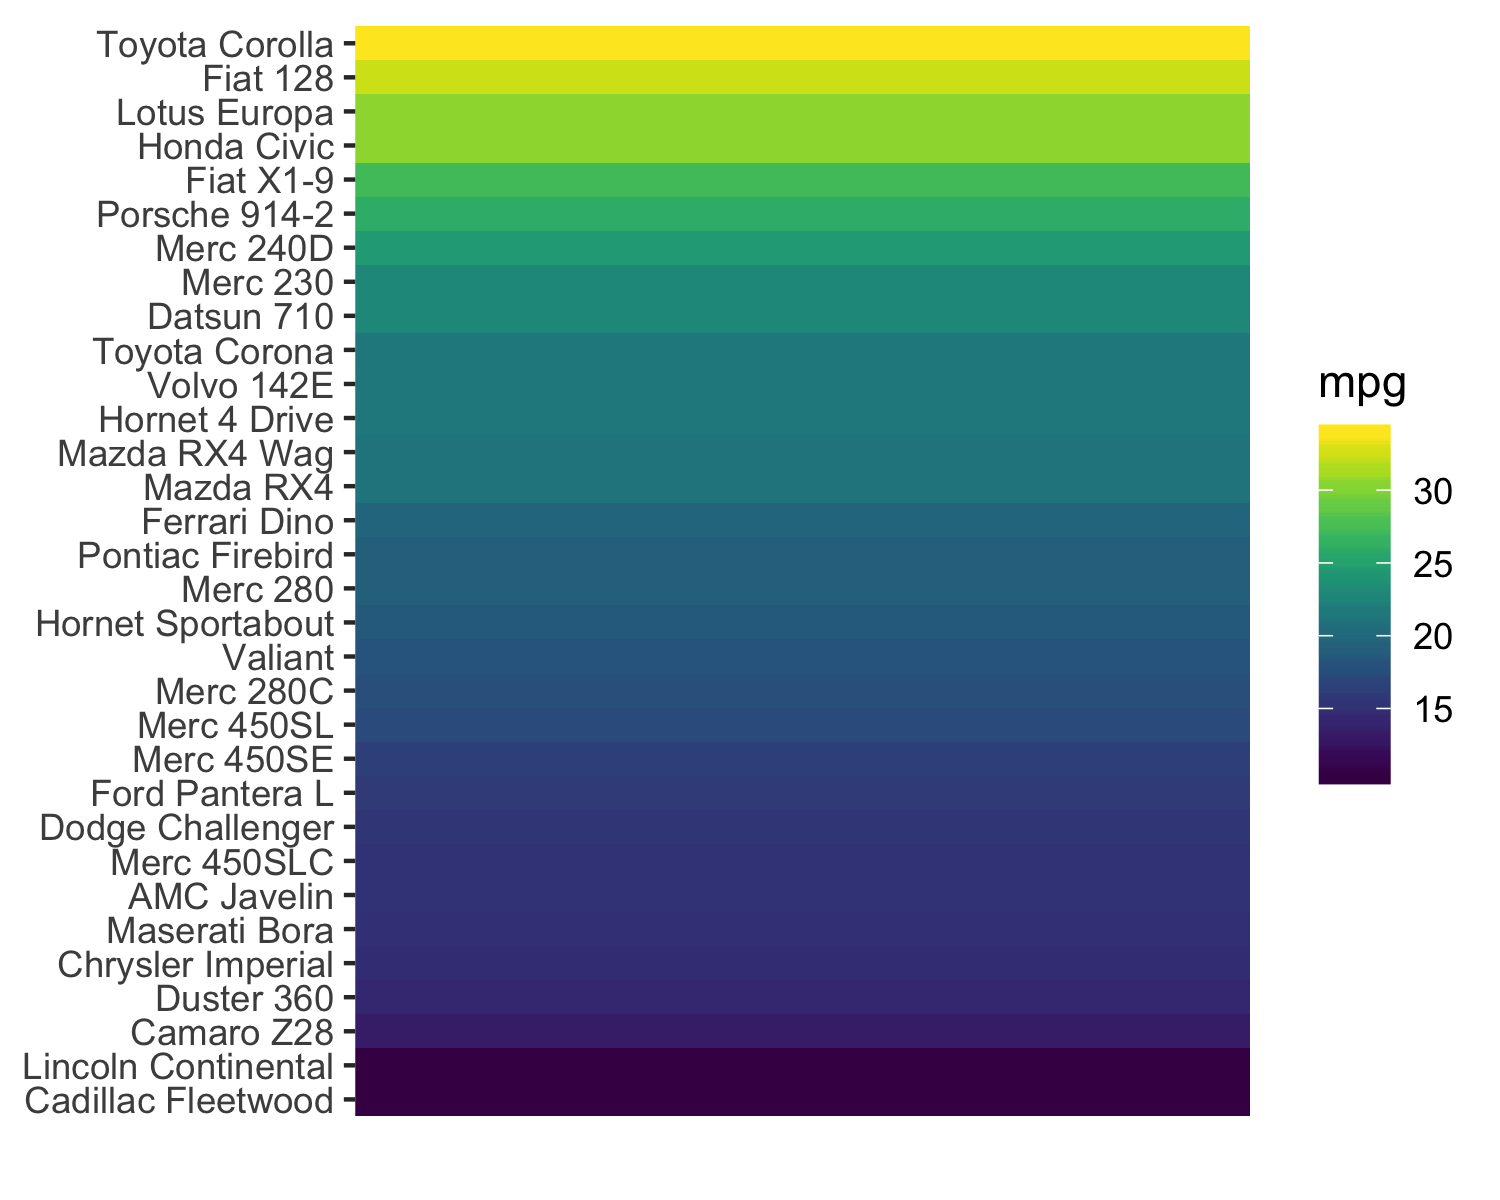 Toyota Corolla
Fiat 128
Lotus Europa
Honda Civic
Fiat X1-9
Porsche 914-2
Merc 240D
Merc 230
Datsun 710
Toyota Corona
Volvo 142E
Hornet 4 Drive
Mazda RX4 Wag
Mazda RX4
Ferrari Dino
Pontiac Firebird
Merc 280
Hornet Sportabout
Valiant
Merc 280C
Merc 450SL
Merc 450SE
Ford Pantera L
Dodge Challenger
Merc 450SLC
AMC Javelin
Maserati Bora
Chrysler Imperial
Duster 360
Camaro Z28
Lincoln Continental
Cadillac Fleetwood
mpg
30
25
20
15